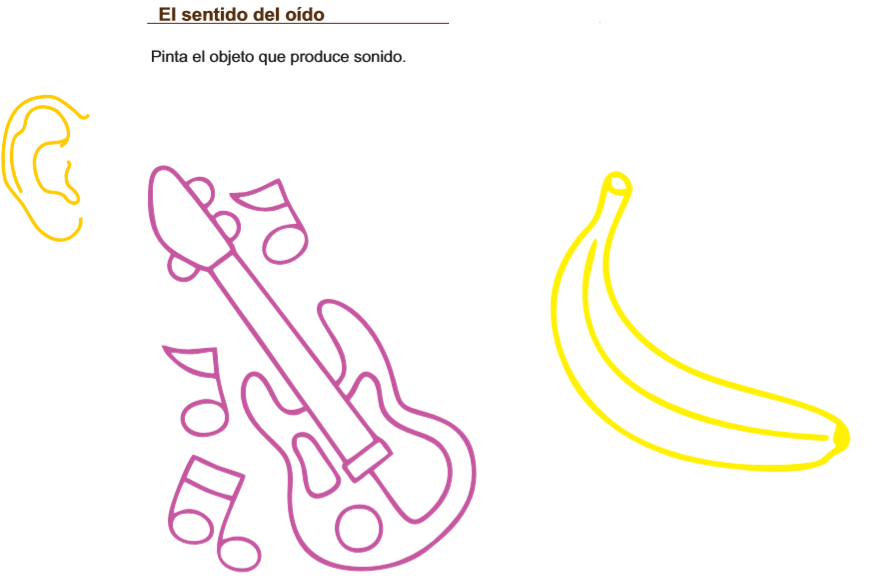 El sentido del oído
Pinta el objeto que produce sonido.